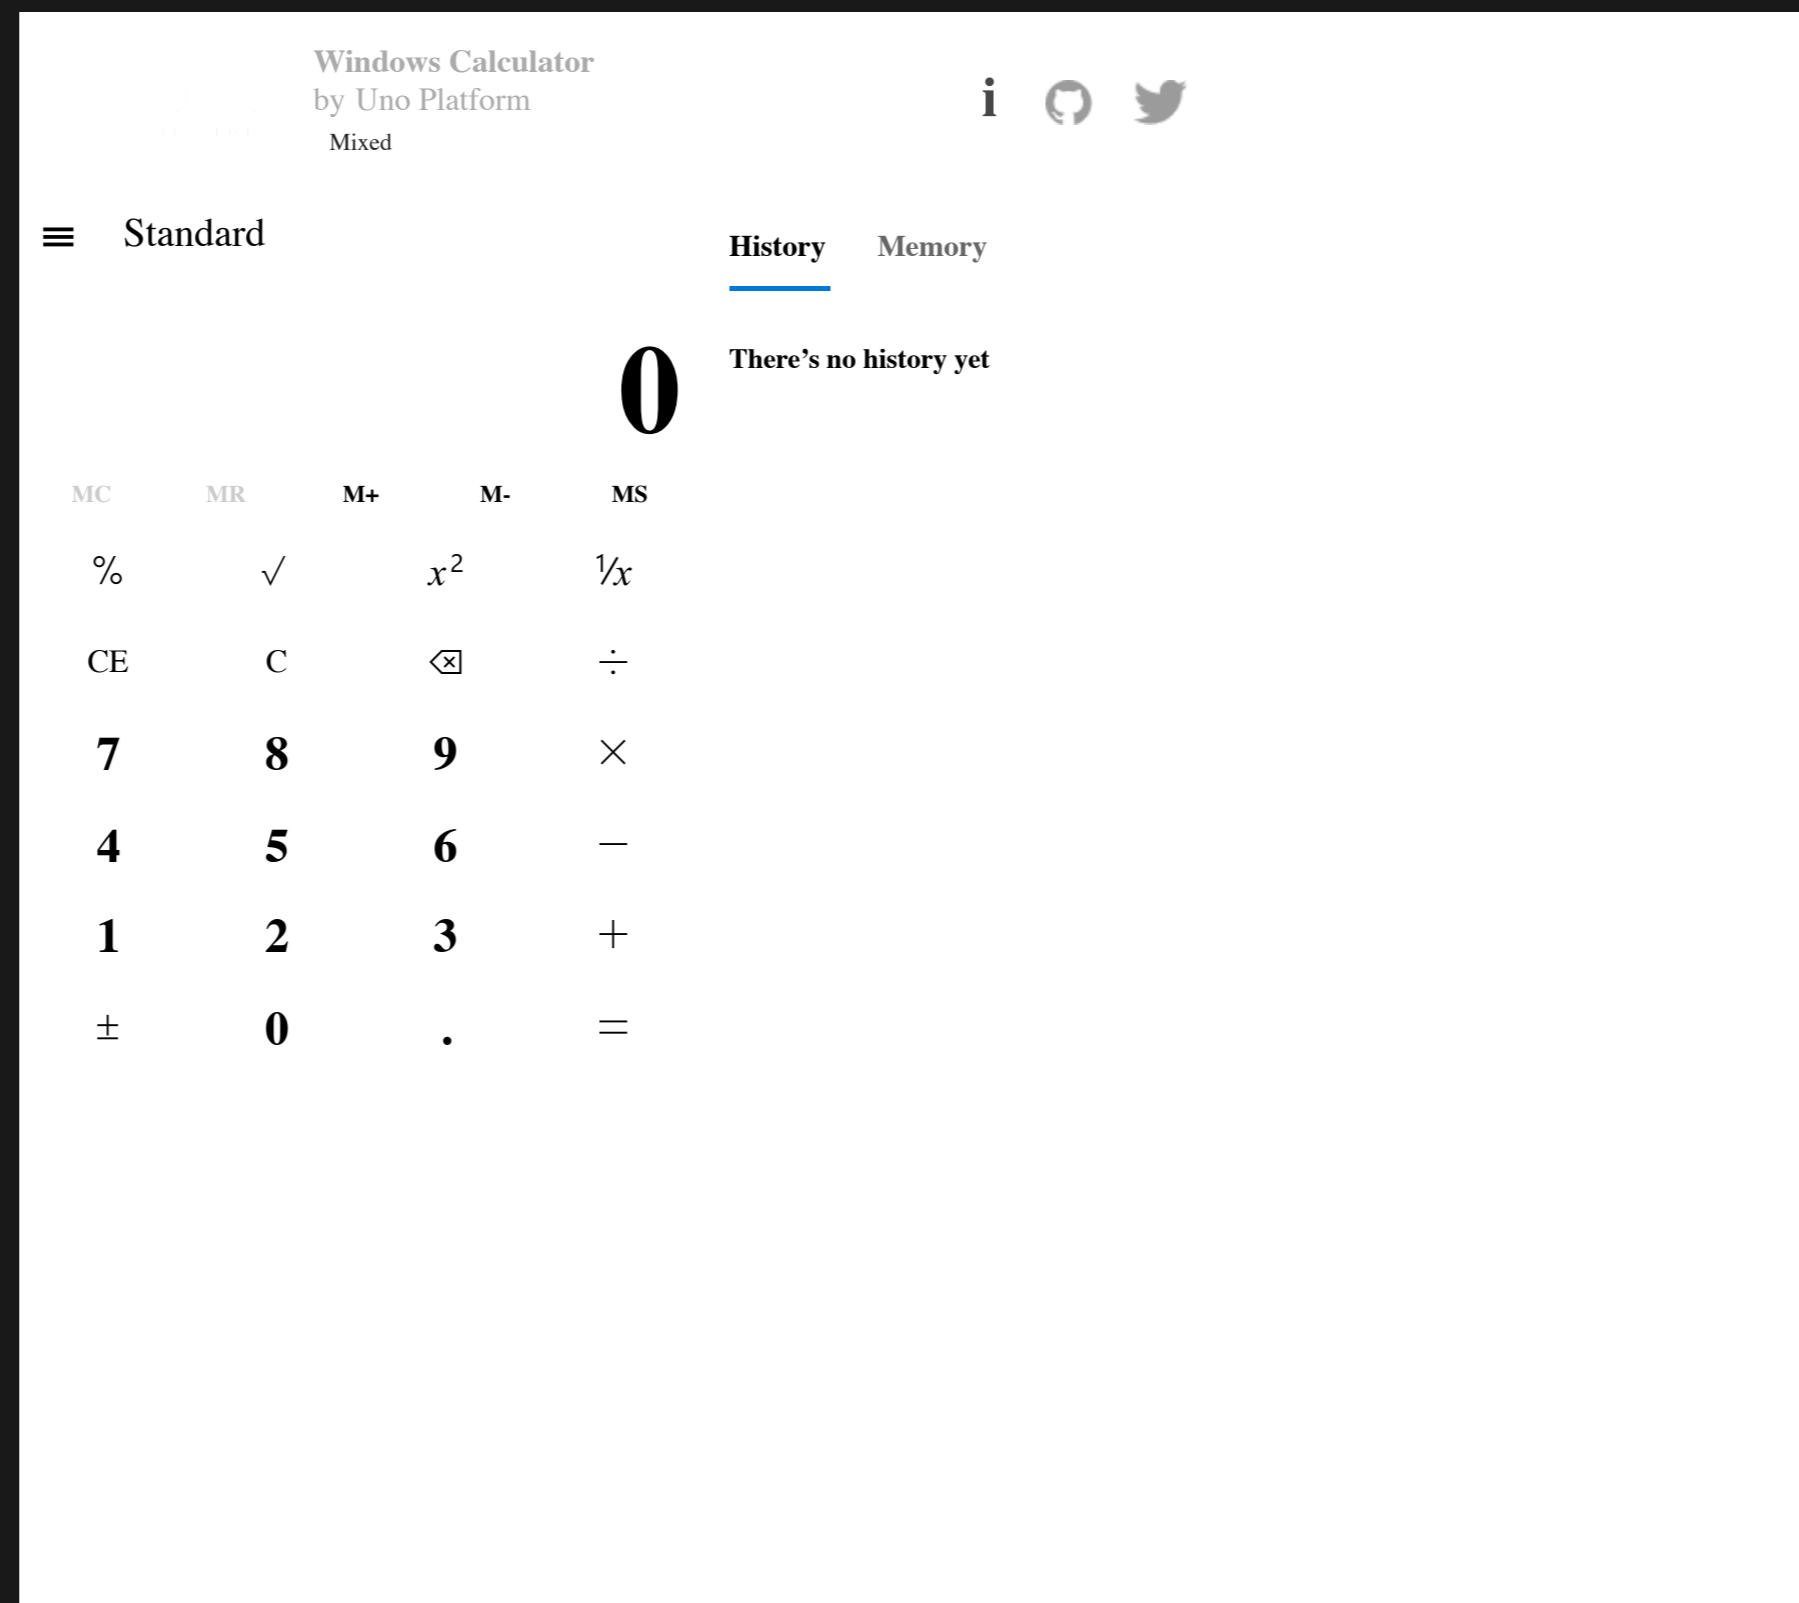 Windows Calculator
by Uno Platform
Mixed
Standard
History Memory
0
There’s no history yet
MC MR M+ M- MS
% √ x² ¹⁄x
CE C ÷
7 8 9 ×
4 5 6 −
1 2 3 +
± 0 . =